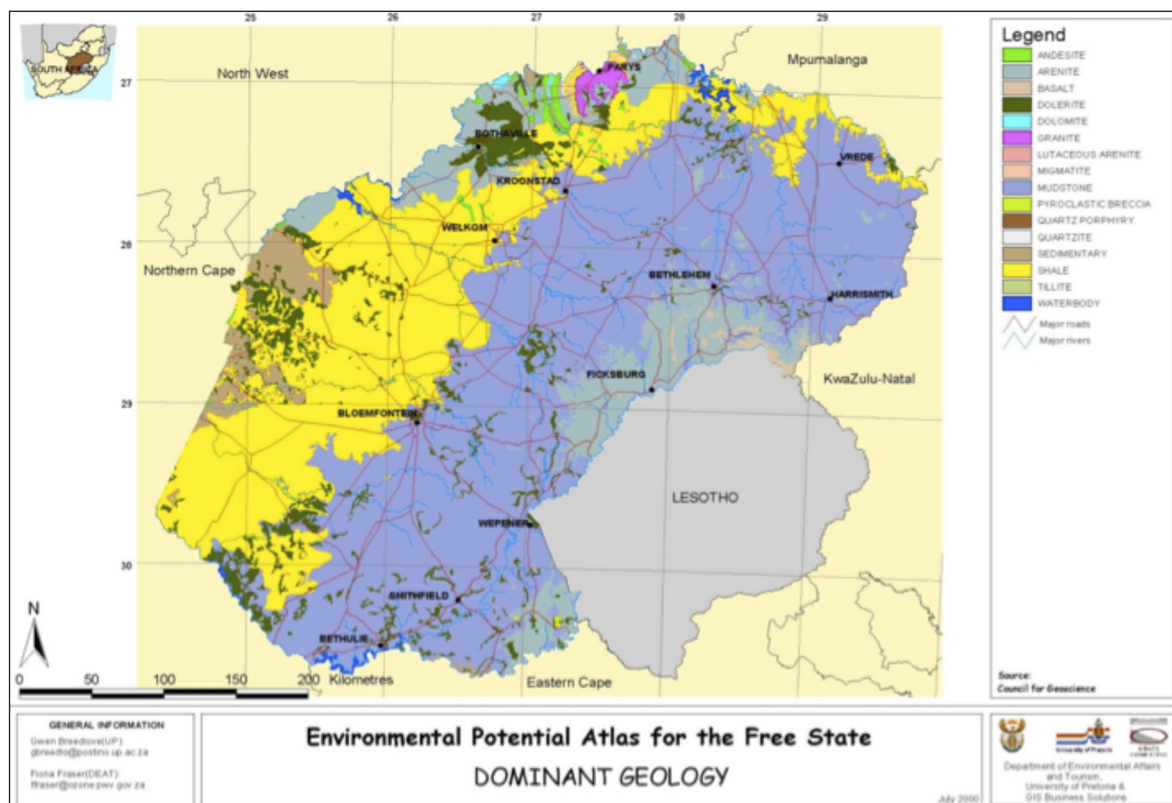 25 26 27 28 29
SOUTH AFRICA
North West
Mpumalanga
Northern Cape
KwaZulu-Natal
Eastern Cape
LESOTHO
27
28
29
30
PARYS
BOTHAVILLE
VREDE
KROONSTAD
WELKOM
BETHLEHEM
HARRISMITH
FICKSBURG
BLOEMFONTEIN
WEPENER
SMITHFIELD
BETHULIE
N
0 50 100 150 200
Kilometres
Legend
ANDESITE
ARENITE
BASALT
DOLERITE
DOLOMITE
GRANITE
LUTACEOUS ARENITE
MIGMATITE
MUDSTONE
PYROCLASTIC BRECCIA
QUARTZ PORPHYRY
QUARTZITE
SEDIMENTARY
SHALE
TILLITE
WATERBODY
Major roads
Major rivers
Source:
Council for Geoscience
GENERAL INFORMATION
Gwen Breedlove(UP):
gbreedlo@postino.up.ac.za
Fiona Fraser(DEAT):
ffraser@ozone.pwv.gov.za
Environmental Potential Atlas for the Free State
DOMINANT GEOLOGY
July 2000
University of Pretoria
Department of Environmental Affairs
and Tourism,
University of Pretoria &
GIS Business Solutions.